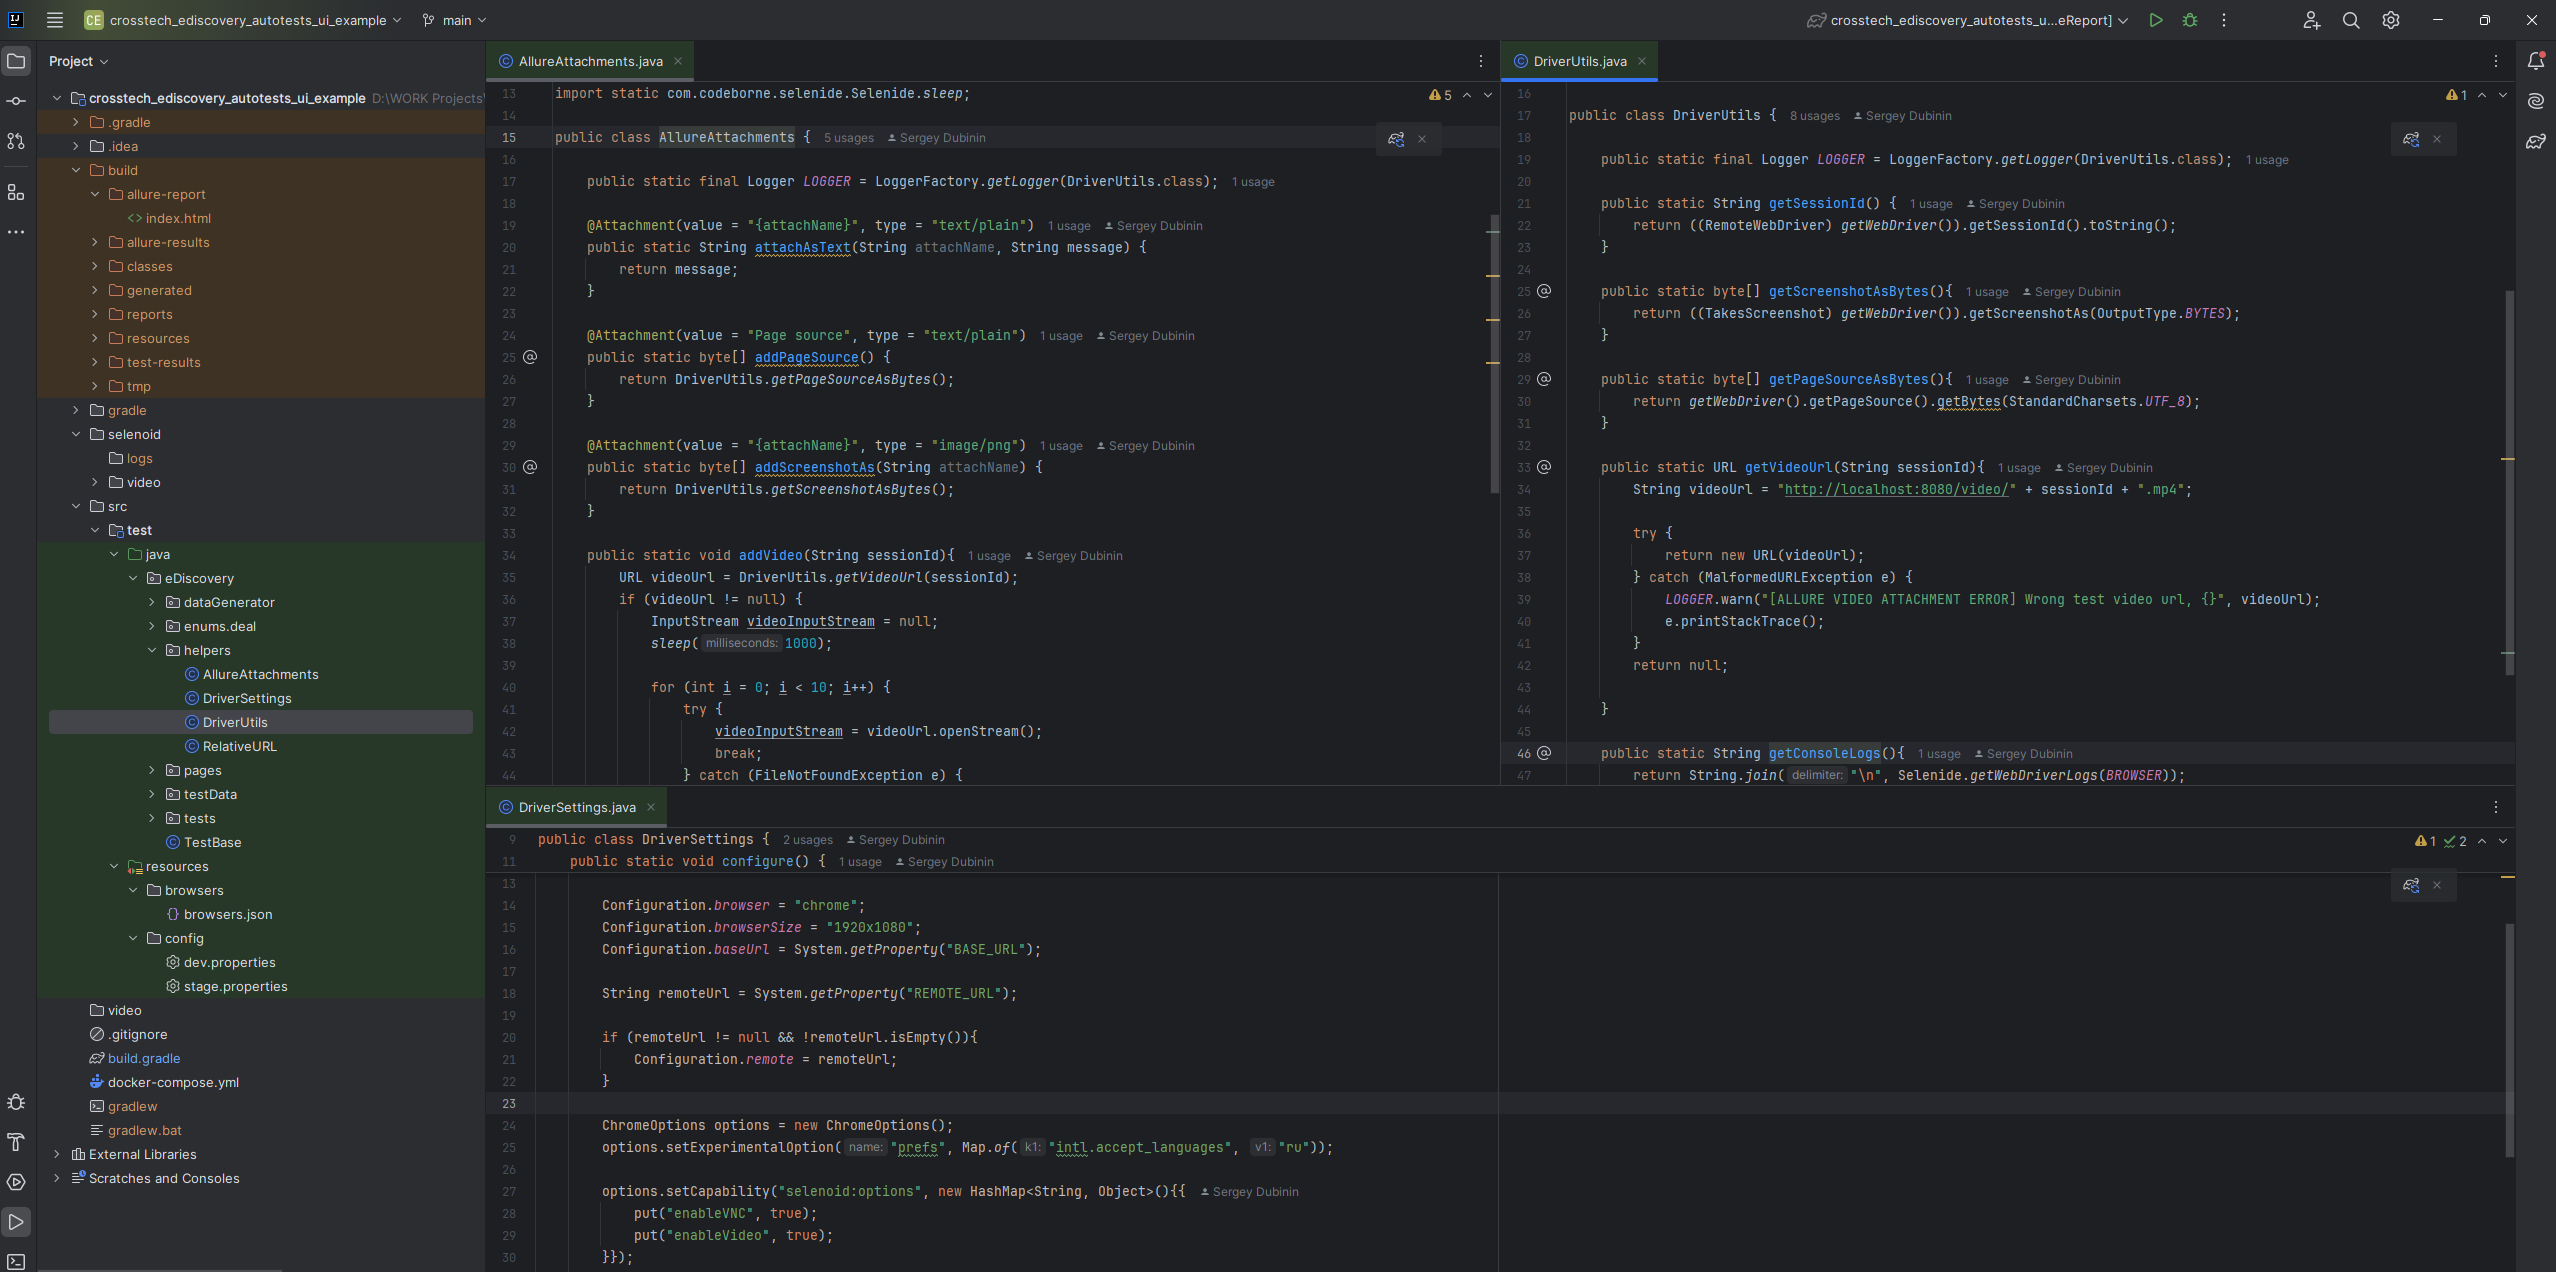 CE crosstech_ediscovery_autotests_ui_example main crosstech_ediscovery_autotests_u...eReport]
Project
crosstech_ediscovery_autotests_ui_example D:\WORK Projects\
.gradle
.idea
build
allure-report
index.html
allure-results
classes
generated
reports
resources
test-results
tmp
gradle
selenoid
logs
video
src
test
java
eDiscovery
dataGenerator
enums.deal
helpers
AllureAttachments
DriverSettings
DriverUtils
RelativeURL
pages
testData
tests
TestBase
resources
browsers
browsers.json
config
dev.properties
stage.properties
video
.gitignore
build.gradle
docker-compose.yml
gradlew
gradlew.bat
External Libraries
Scratches and Consoles
AllureAttachments.java
5
13 import static com.codeborne.selenide.Selenide.sleep;
14
15 public class AllureAttachments { 5 usages Sergey Dubinin
16
17 public static final Logger LOGGER = LoggerFactory.getLogger(DriverUtils.class); 1 usage
18
19 @Attachment(value = "{attachName}", type = "text/plain") 1 usage Sergey Dubinin
20 public static String attachAsText(String attachName, String message) {
21 return message;
22 }
23
24 @Attachment(value = "Page source", type = "text/plain") 1 usage Sergey Dubinin
25 public static byte[] addPageSource() {
26 return DriverUtils.getPageSourceAsBytes();
27 }
28
29 @Attachment(value = "{attachName}", type = "image/png") 1 usage Sergey Dubinin
30 public static byte[] addScreenshotAs(String attachName) {
31 return DriverUtils.getScreenshotAsBytes();
32 }
33
34 public static void addVideo(String sessionId){ 1 usage Sergey Dubinin
35 URL videoUrl = DriverUtils.getVideoUrl(sessionId);
36 if (videoUrl != null) {
37 InputStream videoInputStream = null;
38 sleep( milliseconds: 1000);
39
40 for (int i = 0; i < 10; i++) {
41 try {
42 videoInputStream = videoUrl.openStream();
43 break;
44 } catch (FileNotFoundException e) {
DriverUtils.java
1
16
17 public class DriverUtils { 8 usages Sergey Dubinin
18
19 public static final Logger LOGGER = LoggerFactory.getLogger(DriverUtils.class); 1 usage
20
21 public static String getSessionId() { 1 usage Sergey Dubinin
22 return ((RemoteWebDriver) getWebDriver()).getSessionId().toString();
23 }
24
25 public static byte[] getScreenshotAsBytes(){ 1 usage Sergey Dubinin
26 return ((TakesScreenshot) getWebDriver()).getScreenshotAs(OutputType.BYTES);
27 }
28
29 public static byte[] getPageSourceAsBytes(){ 1 usage Sergey Dubinin
30 return getWebDriver().getPageSource().getBytes(StandardCharsets.UTF_8);
31 }
32
33 public static URL getVideoUrl(String sessionId){ 1 usage Sergey Dubinin
34 String videoUrl = "http://localhost:8080/video/" + sessionId + ".mp4";
35
36 try {
37 return new URL(videoUrl);
38 } catch (MalformedURLException e) {
39 LOGGER.warn("[ALLURE VIDEO ATTACHMENT ERROR] Wrong test video url, {}", videoUrl);
40 e.printStackTrace();
41 }
42 return null;
43
44 }
45
46 public static String getConsoleLogs(){ 1 usage Sergey Dubinin
47 return String.join( delimiter: "\n", Selenide.getWebDriverLogs(BROWSER));
DriverSettings.java
1 2
9 public class DriverSettings { 2 usages Sergey Dubinin
11 public static void configure() { 1 usage Sergey Dubinin
13
14 Configuration.browser = "chrome";
15 Configuration.browserSize = "1920x1080";
16 Configuration.baseUrl = System.getProperty("BASE_URL");
17
18 String remoteUrl = System.getProperty("REMOTE_URL");
19
20 if (remoteUrl != null && !remoteUrl.isEmpty()){
21 Configuration.remote = remoteUrl;
22 }
23
24 ChromeOptions options = new ChromeOptions();
25 options.setExperimentalOption( name: "prefs", Map.of( k1: "intl.accept_languages", v1: "ru"));
26
27 options.setCapability("selenoid:options", new HashMap<String, Object>(){{ Sergey Dubinin
28 put("enableVNC", true);
29 put("enableVideo", true);
30 }});